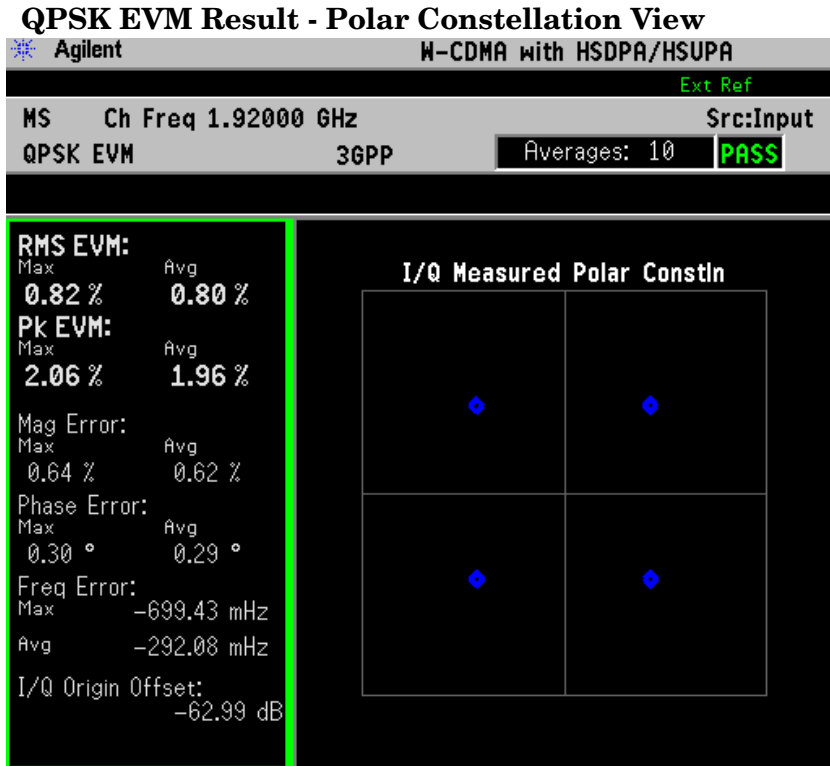 QPSK EVM Result - Polar Constellation View
Agilent W-CDMA with HSDPA/HSUPA
Ext Ref
MS Ch Freq 1.92000 GHz Src:Input
QPSK EVM 3GPP Averages: 10 PASS
RMS EVM:
Max Avg
0.82 % 0.80 %
Pk EVM:
Max Avg
2.06 % 1.96 %
Mag Error:
Max Avg
0.64 % 0.62 %
Phase Error:
Max Avg
0.30 ° 0.29 °
Freq Error:
Max -699.43 mHz
Avg -292.08 mHz
I/Q Origin Offset:
-62.99 dB
I/Q Measured Polar Constln